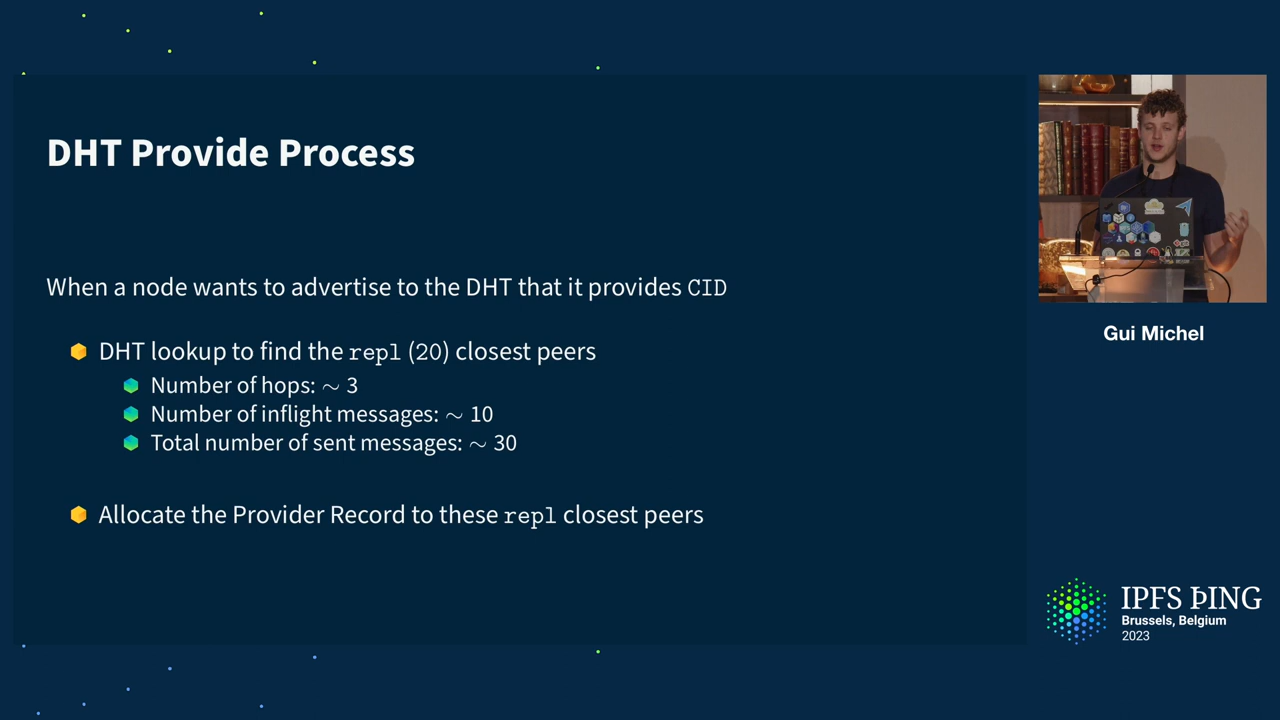 DHT Provide Process
When a node wants to advertise to the DHT that it provides CID
DHT lookup to find the repl (20) closest peers
Number of hops: ∼ 3
Number of inflight messages: ∼ 10
Total number of sent messages: ∼ 30
Allocate the Provider Record to these repl closest peers
Gui Michel
IPFS ÞING
Brussels, Belgium
2023